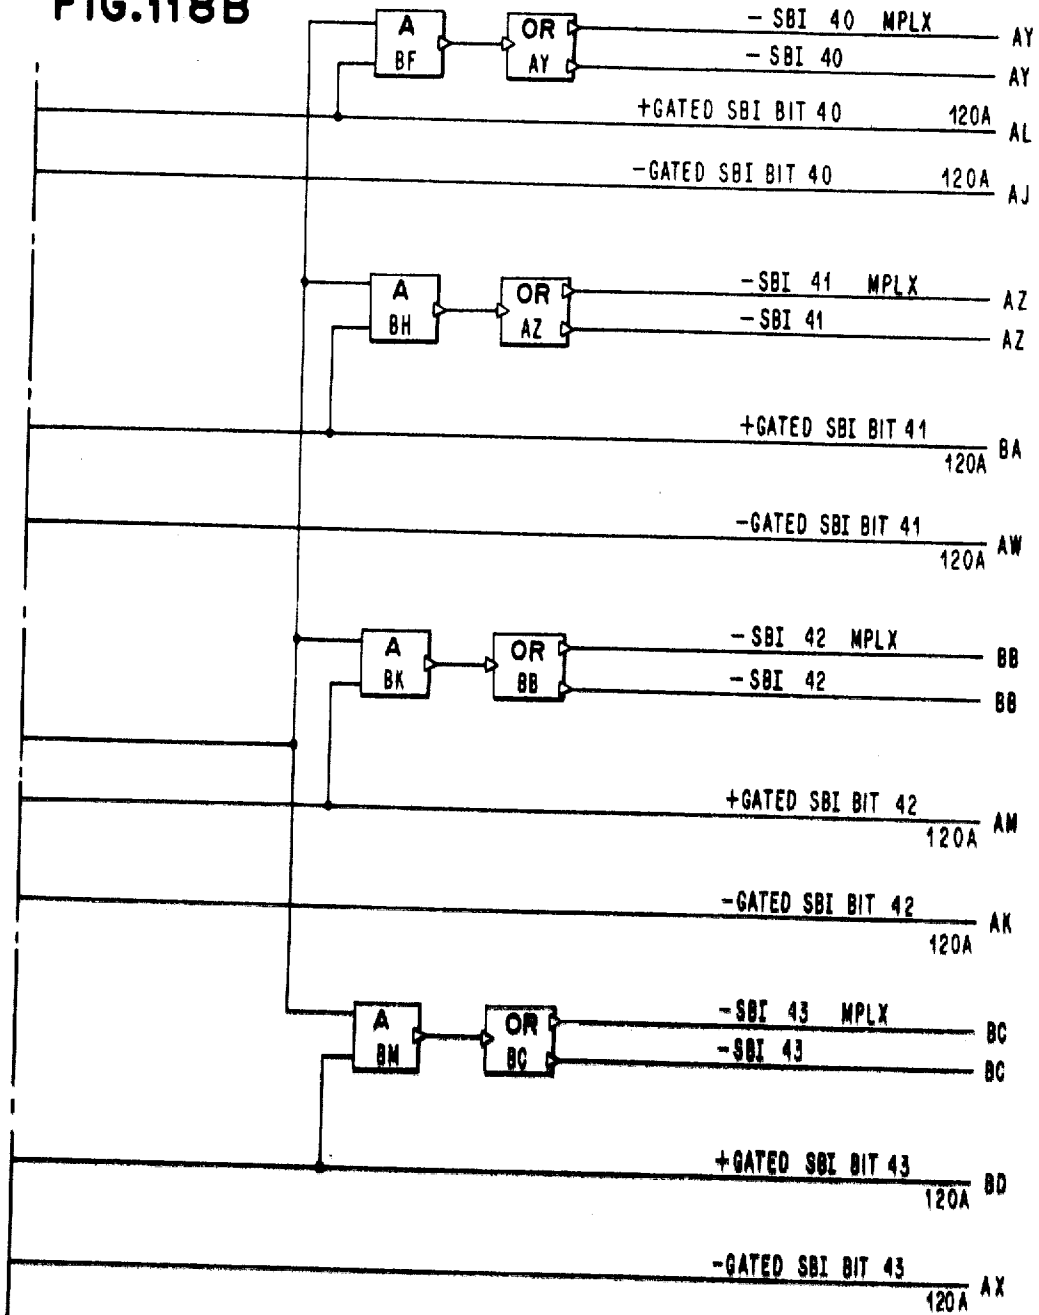 FIG.118B
A
BF
OR
AY
- SBI 40 MPLX AY
- SBI 40 AY
+GATED SBI BIT 40 120A AL
-GATED SBI BIT 40 120A AJ
A
BH
OR
AZ
-SBI 41 MPLX AZ
-SBI 41 AZ
+GATED SBI BIT 41 120A BA
-GATED SBI BIT 41 120A AW
A
BK
OR
BB
- SBI 42 MPLX BB
- SBI 42 BB
+GATED SBI BIT 42 120A AM
-GATED SBI BIT 42 120A AK
A
BM
OR
BC
-SBI 43 MPLX BC
-SBI 43 BC
+GATED SBI BIT 43 120A BD
-GATED SBI BIT 43 120A AX